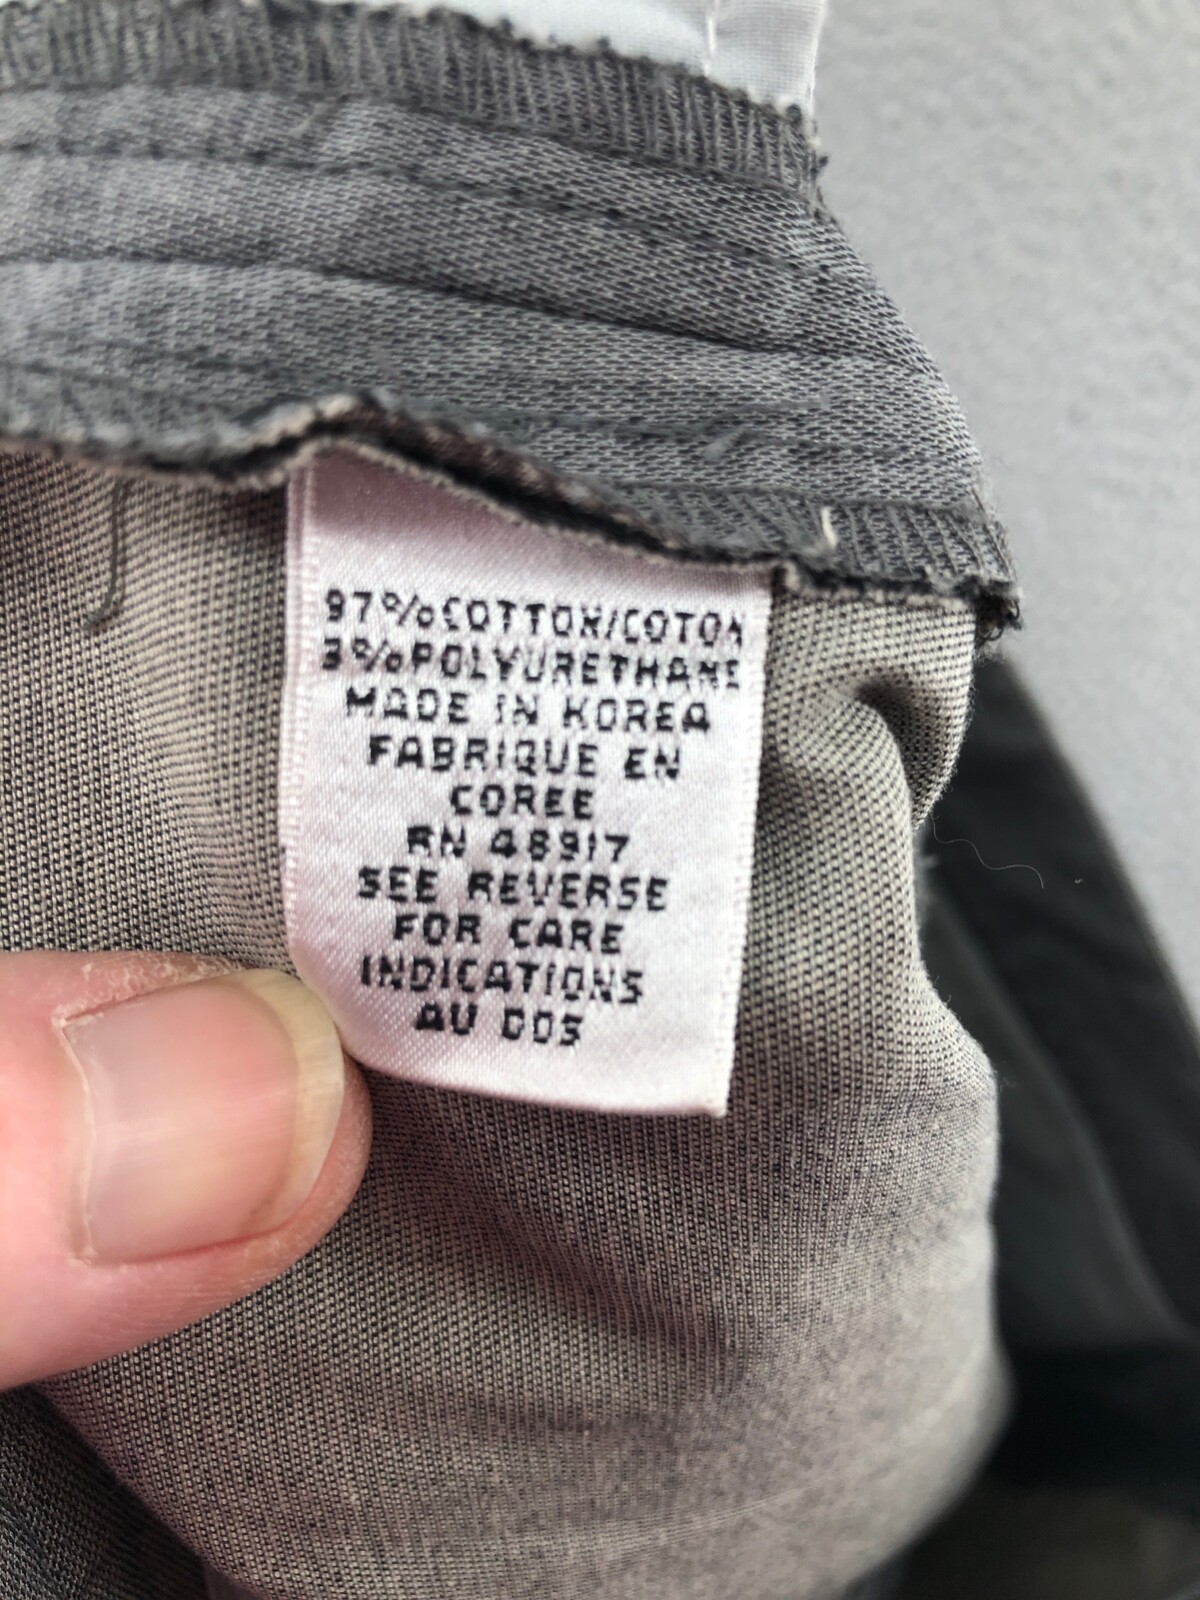 97%COTTON/COTON
3%POLYURETHANE
MADE IN KOREA
FABRIQUE EN
COREE
RN 48917
SEE REVERSE
FOR CARE
INDICATIONS
AU DOS